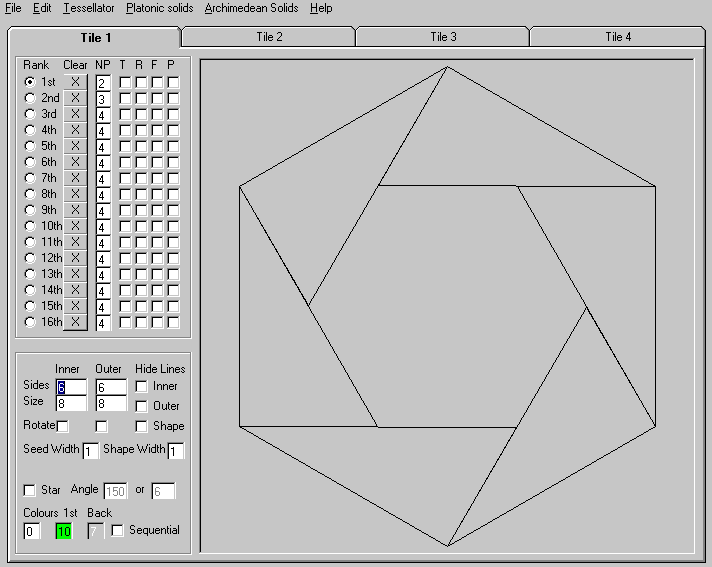 File Edit Tessellator Platonic solids Archimedean Solids Help
Tile 1 Tile 2 Tile 3 Tile 4
Rank Clear NP T R F P
1st X 2
2nd X 3
3rd X 4
4th X 4
5th X 4
6th X 4
7th X 4
8th X 4
9th X 4
10th X 4
11th X 4
12th X 4
13th X 4
14th X 4
15th X 4
16th X 4
Inner Outer Hide Lines
Sides 6 6 Inner
Size 8 8 Outer
Rotate Shape
Seed Width 1 Shape Width 1
Star Angle 150 or 6
Colours 1st Back
0 10 7 Sequential